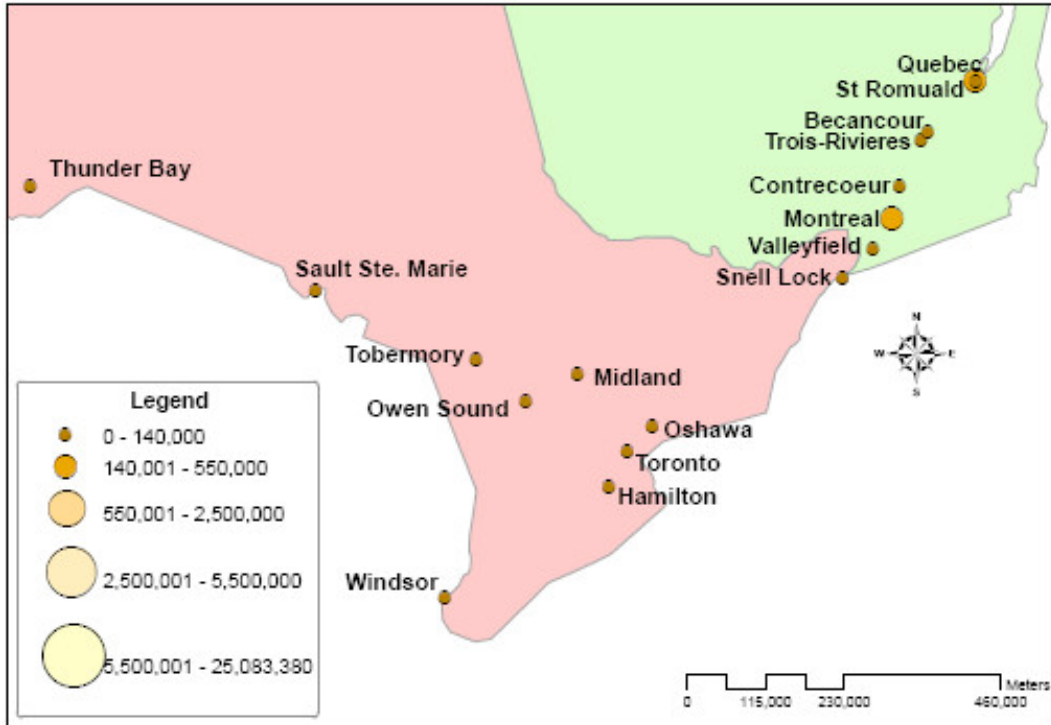 Quebec
St Romuald
Becancour
Trois-Rivieres
Thunder Bay
Contrecoeur
Montreal
Valleyfield
Sault Ste. Marie
Snell Lock
N
W E
S
Tobermory
Midland
Owen Sound
Oshawa
Toronto
Hamilton
Windsor
Legend
0 - 140,000
140,001 - 550,000
550,001 - 2,500,000
2,500,001 - 5,500,000
5,500,001 - 25,083,380
Meters
0 115,000 230,000 460,000